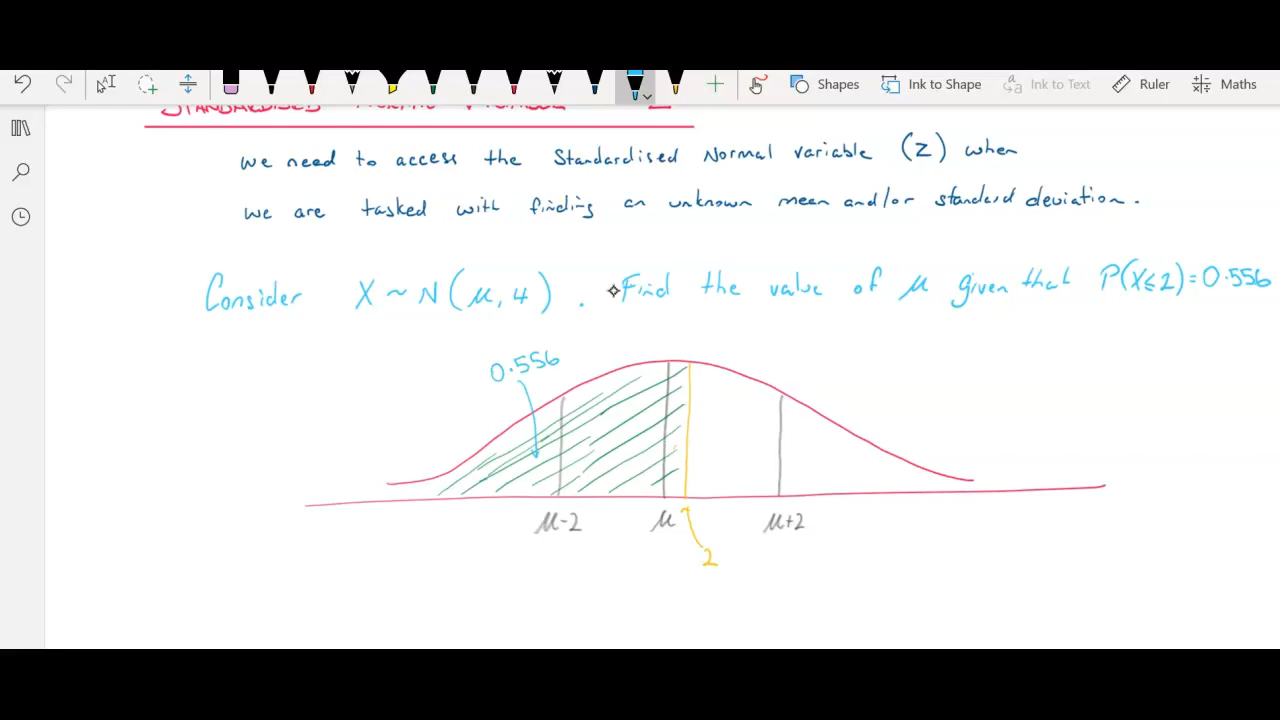 Shapes Ink to Shape Ink to Text Ruler Maths
we need to access the Standardised Normal variable (Z) when
we are tasked with finding an unknown mean and/or standard deviation.
Consider X ~ N(μ, 4). Find the value of μ given that P(X≤2)=0.556
0.556
μ-2 μ μ+2
2